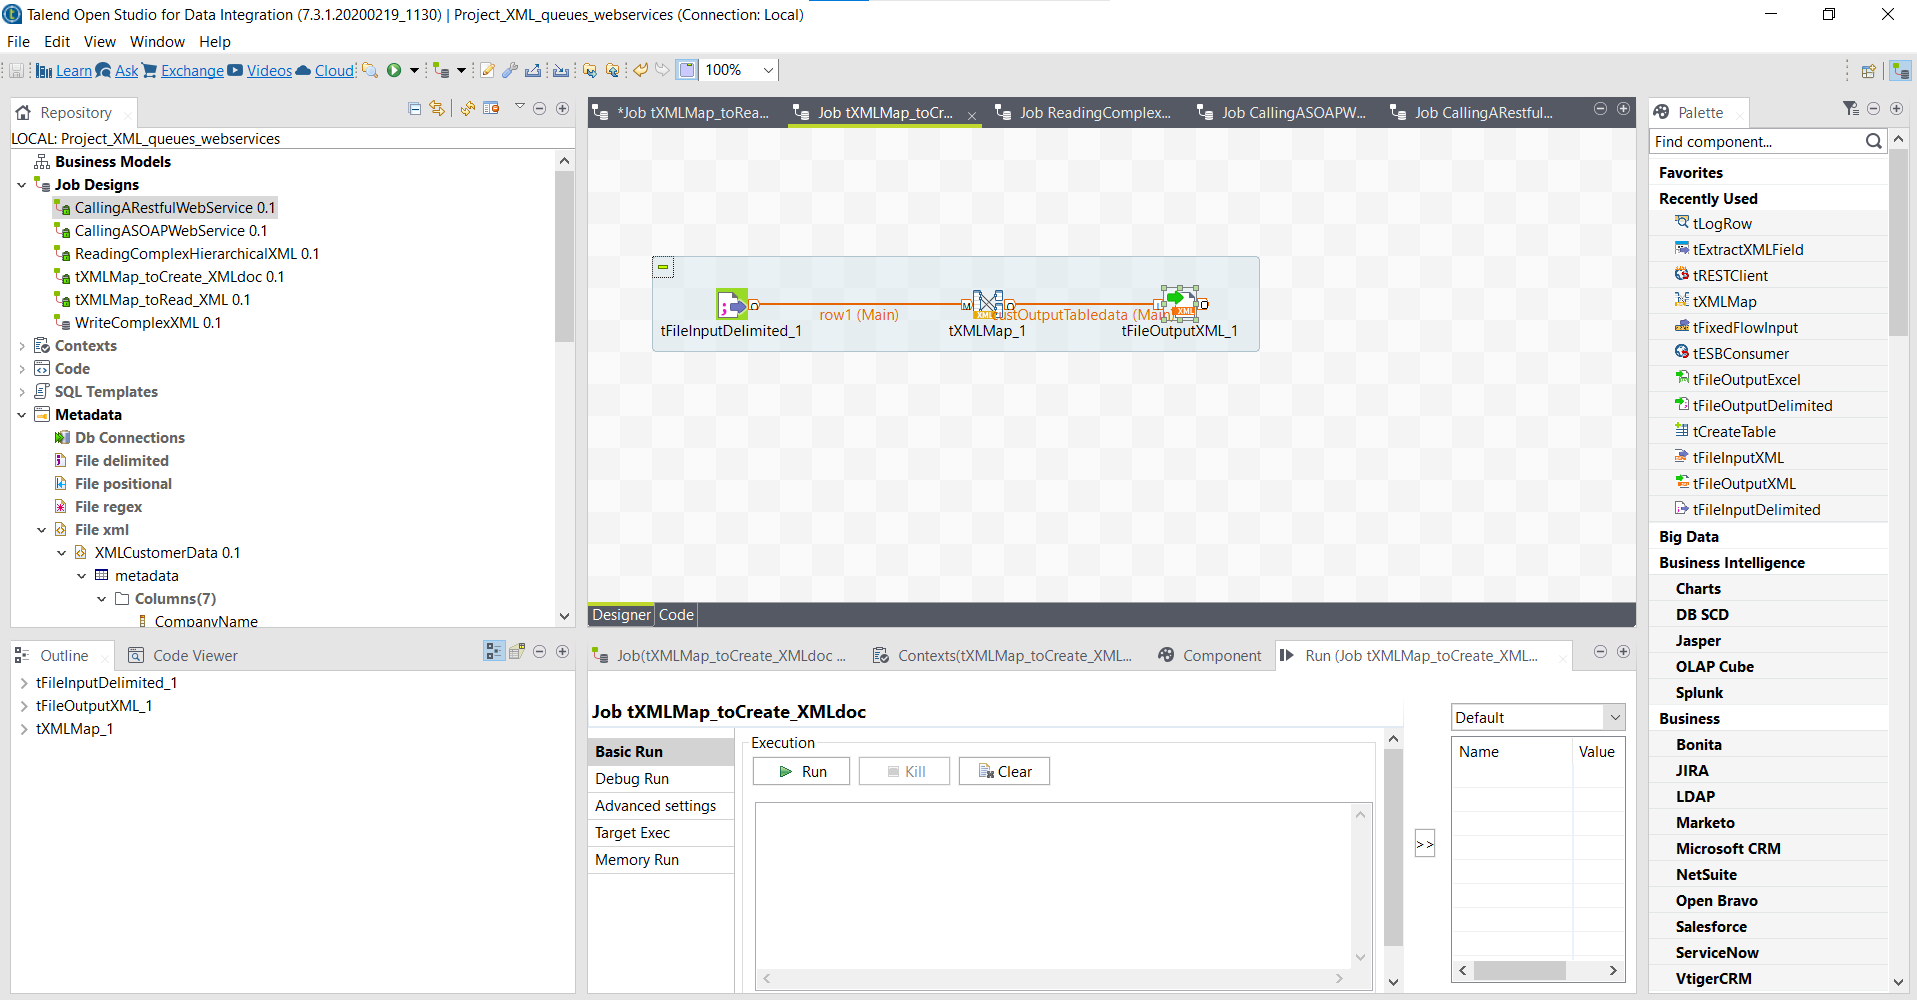 Talend Open Studio for Data Integration (7.3.1.20200219_1130) | Project_XML_queues_webservices (Connection: Local)
File Edit View Window Help
Learn Ask Exchange Videos Cloud 100%
Repository
LOCAL: Project_XML_queues_webservices
Business Models
Job Designs
CallingARestfulWebService 0.1
CallingASOAPWebService 0.1
ReadingComplexHierarchicalXML 0.1
tXMLMap_toCreate_XMLdoc 0.1
tXMLMap_toRead_XML 0.1
WriteComplexXML 0.1
Contexts
Code
SQL Templates
Metadata
Db Connections
File delimited
File positional
File regex
File xml
XMLCustomerData 0.1
metadata
Columns(7)
CompanyName
*Job tXMLMap_toRea... Job tXMLMap_toCr... Job ReadingComplex... Job CallingASOAPW... Job CallingARestful...
row1 (Main) custOutputTabledata (Main)
tFileInputDelimited_1 tXMLMap_1 tFileOutputXML_1
Designer Code
Palette
Find component...
Favorites
Recently Used
tLogRow
tExtractXMLField
tRESTClient
tXMLMap
tFixedFlowInput
tESBConsumer
tFileOutputExcel
tFileOutputDelimited
tCreateTable
tFileInputXML
tFileOutputXML
tFileInputDelimited
Big Data
Business Intelligence
Charts
DB SCD
Jasper
OLAP Cube
Splunk
Business
Bonita
JIRA
LDAP
Marketo
Microsoft CRM
NetSuite
Open Bravo
Salesforce
ServiceNow
VtigerCRM
Outline Code Viewer
tFileInputDelimited_1
tFileOutputXML_1
tXMLMap_1
Job(tXMLMap_toCreate_XMLdoc ... Contexts(tXMLMap_toCreate_XML... Component Run (Job tXMLMap_toCreate_XML...
Job tXMLMap_toCreate_XMLdoc
Basic Run
Debug Run
Advanced settings
Target Exec
Memory Run
Execution
Run Kill Clear
>>
Default
Name Value